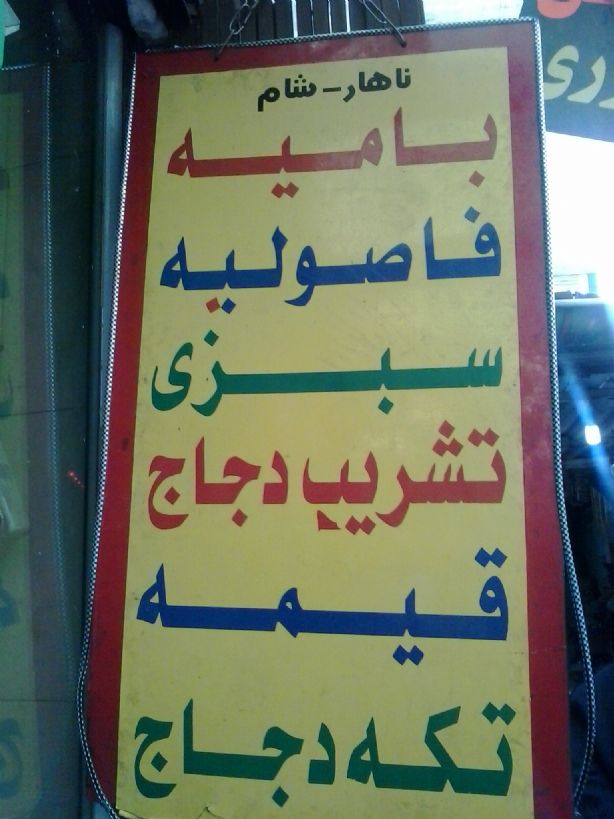 ناهار-شام
بامیه
فاصولیه
سبزی
تشریب دجاج
قیمه
تکه دجاج